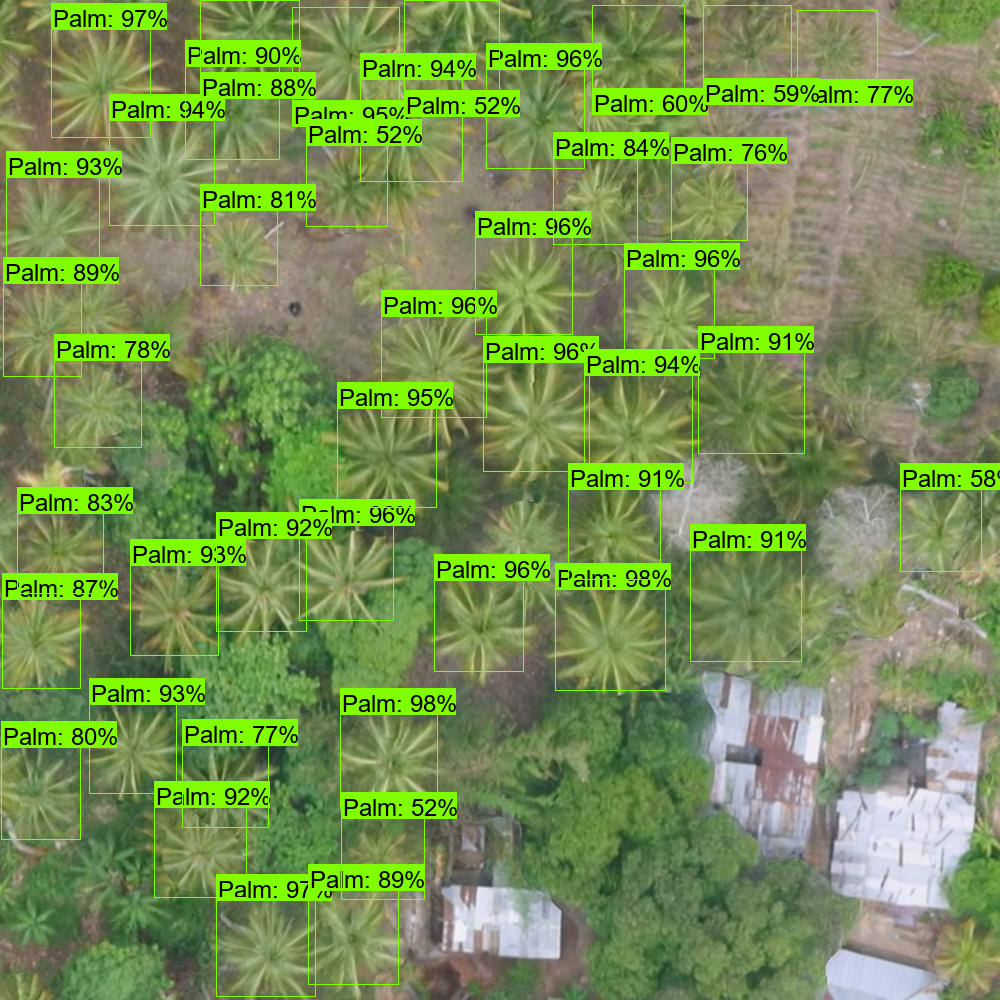 Palm: 97%
Palm: 90%
Palm: 94%
Palm: 96%
Palm: 88%
Palm: 60%
Palm: 59%
alm: 77%
Palm: 94%
Palm: 95%
Palm: 52%
Palm: 52%
Palm: 84%
Palm: 76%
Palm: 93%
Palm: 81%
Palm: 96%
Palm: 96%
Palm: 89%
Palm: 96%
Palm: 91%
Palm: 78%
Palm: 96%
Palm: 94%
Palm: 95%
Palm: 91%
Palm: 58%
Palm: 83%
Palm: 92%
Palm: 96%
Palm: 93%
Palm: 91%
Palm: 87%
Palm: 96%
Palm: 98%
Palm: 93%
Palm: 98%
Palm: 80%
Palm: 77%
Palm: 92%
Palm: 52%
Palm: 97%
Palm: 89%